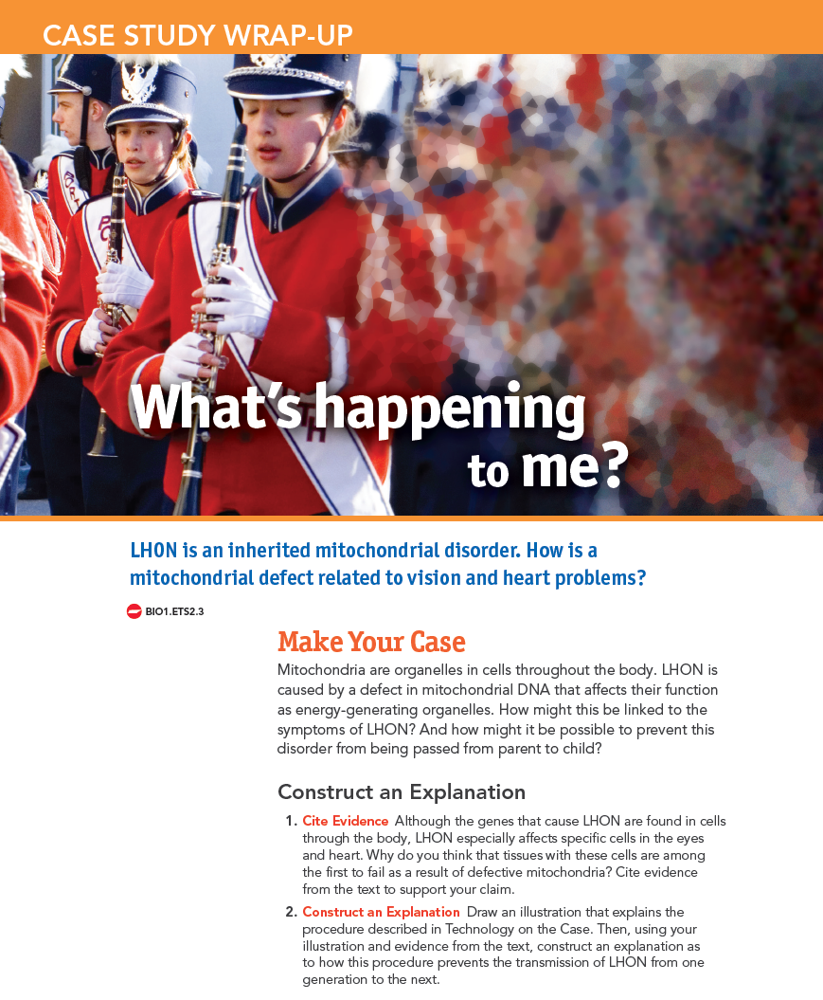 CASE STUDY WRAP-UP
What's happening
to me?
LHON is an inherited mitochondrial disorder. How is a
mitochondrial defect related to vision and heart problems?
BIO1.ETS2.3
Make Your Case
Mitochondria are organelles in cells throughout the body. LHON is
caused by a defect in mitochondrial DNA that affects their function
as energy-generating organelles. How might this be linked to the
symptoms of LHON? And how might it be possible to prevent this
disorder from being passed from parent to child?
Construct an Explanation
1. Cite Evidence Although the genes that cause LHON are found in cells
through the body, LHON especially affects specific cells in the eyes
and heart. Why do you think that tissues with these cells are among
the first to fail as a result of defective mitochondria? Cite evidence
from the text to support your claim.
2. Construct an Explanation Draw an illustration that explains the
procedure described in Technology on the Case. Then, using your
illustration and evidence from the text, construct an explanation as
to how this procedure prevents the transmission of LHON from one
generation to the next.